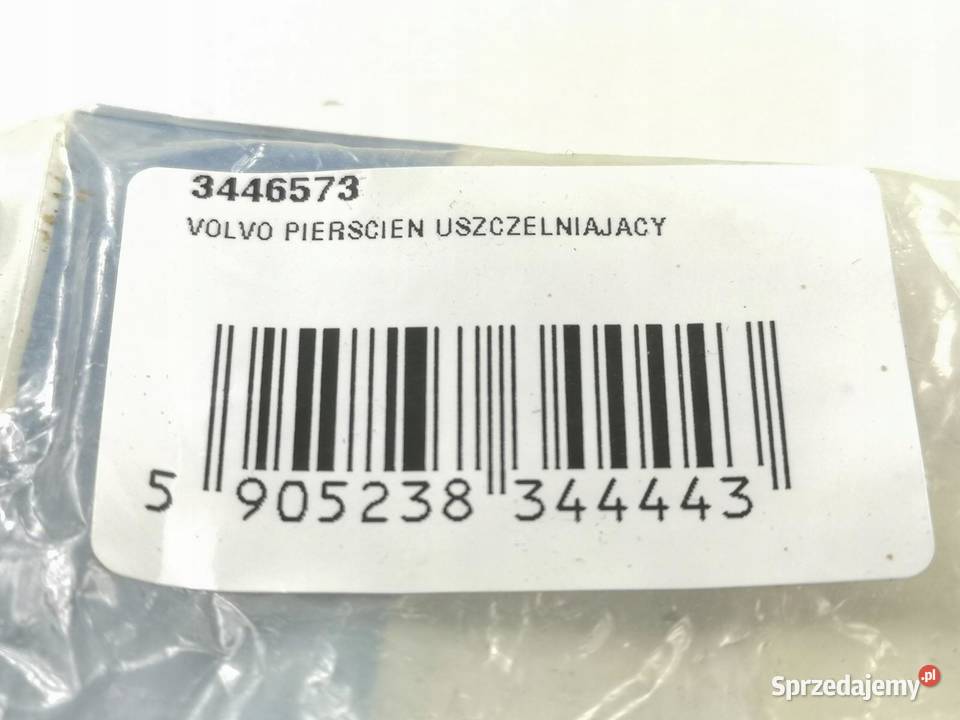 3446573
VOLVO PIERSCIEN USZCZELNIAJACY
5 905238 344443
Sprzedajemy.pl